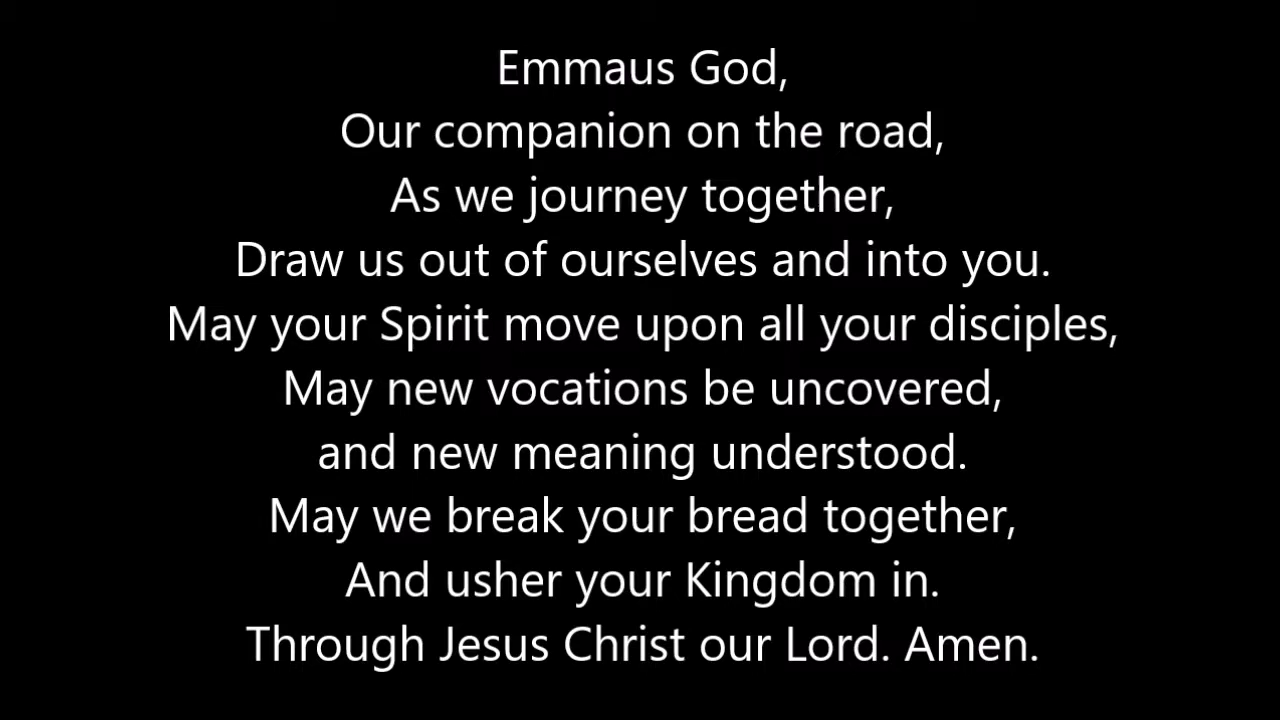 Emmaus God,
Our companion on the road,
As we journey together,
Draw us out of ourselves and into you.
May your Spirit move upon all your disciples,
May new vocations be uncovered,
and new meaning understood.
May we break your bread together,
And usher your Kingdom in.
Through Jesus Christ our Lord. Amen.